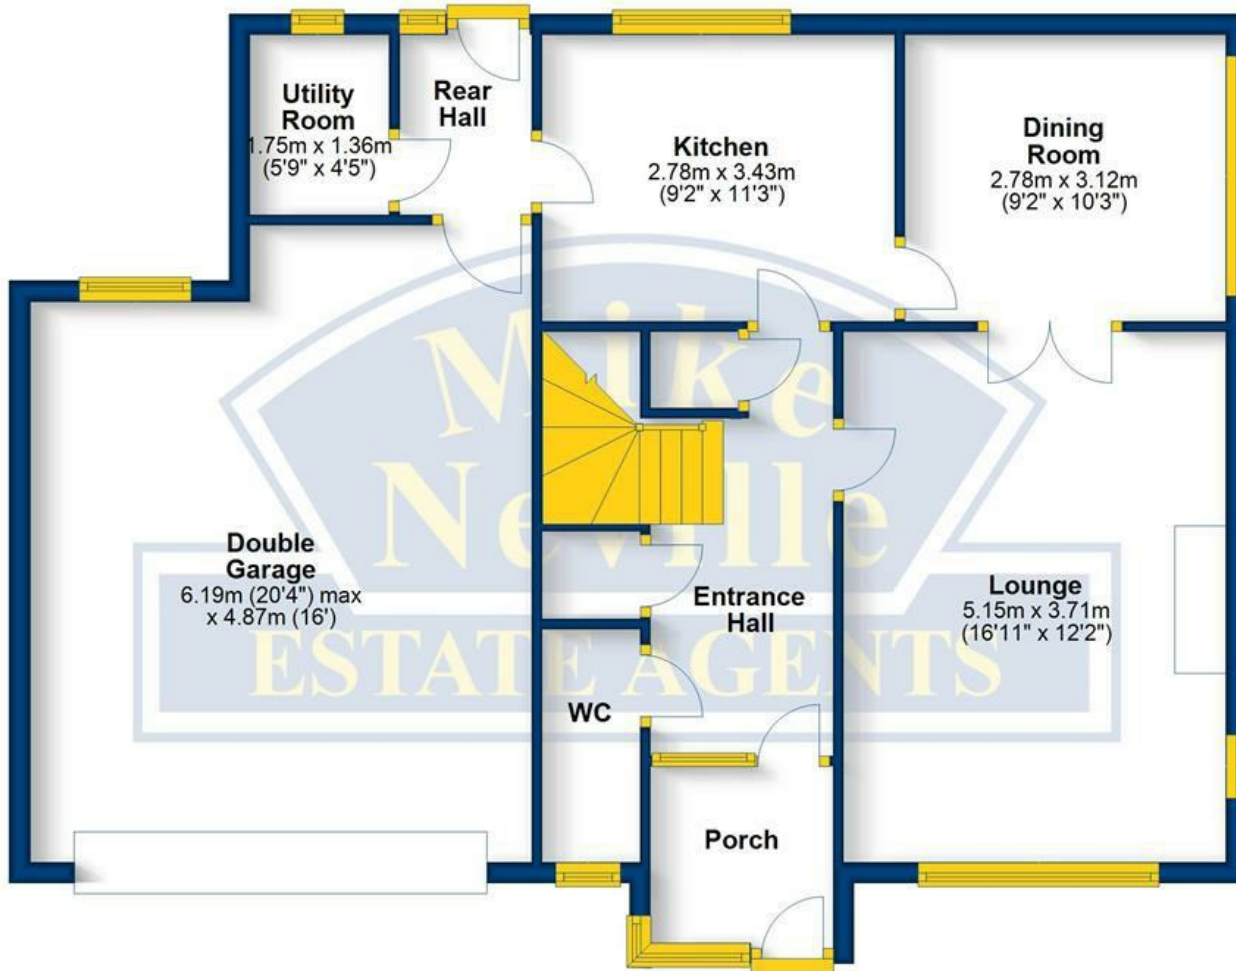 Utility
Room
1.75m x 1.36m
(5'9" x 4'5")
Rear
Hall
Kitchen
2.78m x 3.43m
(9'2" x 11'3")
Dining
Room
2.78m x 3.12m
(9'2" x 10'3")
Mike
Neville
ESTATE AGENTS
Double
Garage
6.19m (20'4") max
x 4.87m (16')
Entrance
Hall
Lounge
5.15m x 3.71m
(16'11" x 12'2")
WC
Porch